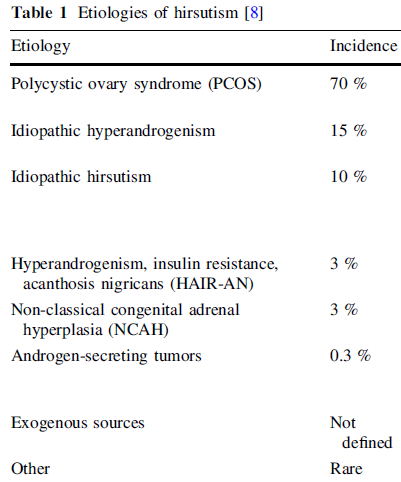 Table 1 Etiologies of hirsutism [8]
Etiology Incidence
Polycystic ovary syndrome (PCOS) 70 %
Idiopathic hyperandrogenism 15 %
Idiopathic hirsutism 10 %
Hyperandrogenism, insulin resistance, 3 %
acanthosis nigricans (HAIR-AN)
Non-classical congenital adrenal 3 %
hyperplasia (NCAH)
Androgen-secreting tumors 0.3 %
Exogenous sources Not
defined
Other Rare